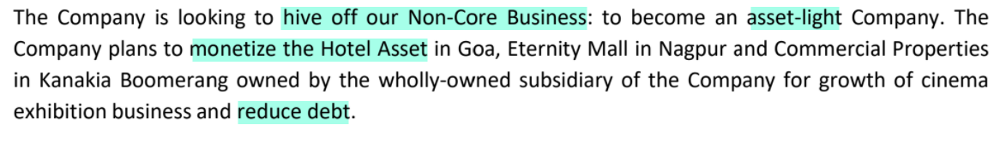 The Company is looking to hive off our Non-Core Business: to become an asset-light Company. The
Company plans to monetize the Hotel Asset in Goa, Eternity Mall in Nagpur and Commercial Properties
in Kanakia Boomerang owned by the wholly-owned subsidiary of the Company for growth of cinema
exhibition business and reduce debt.